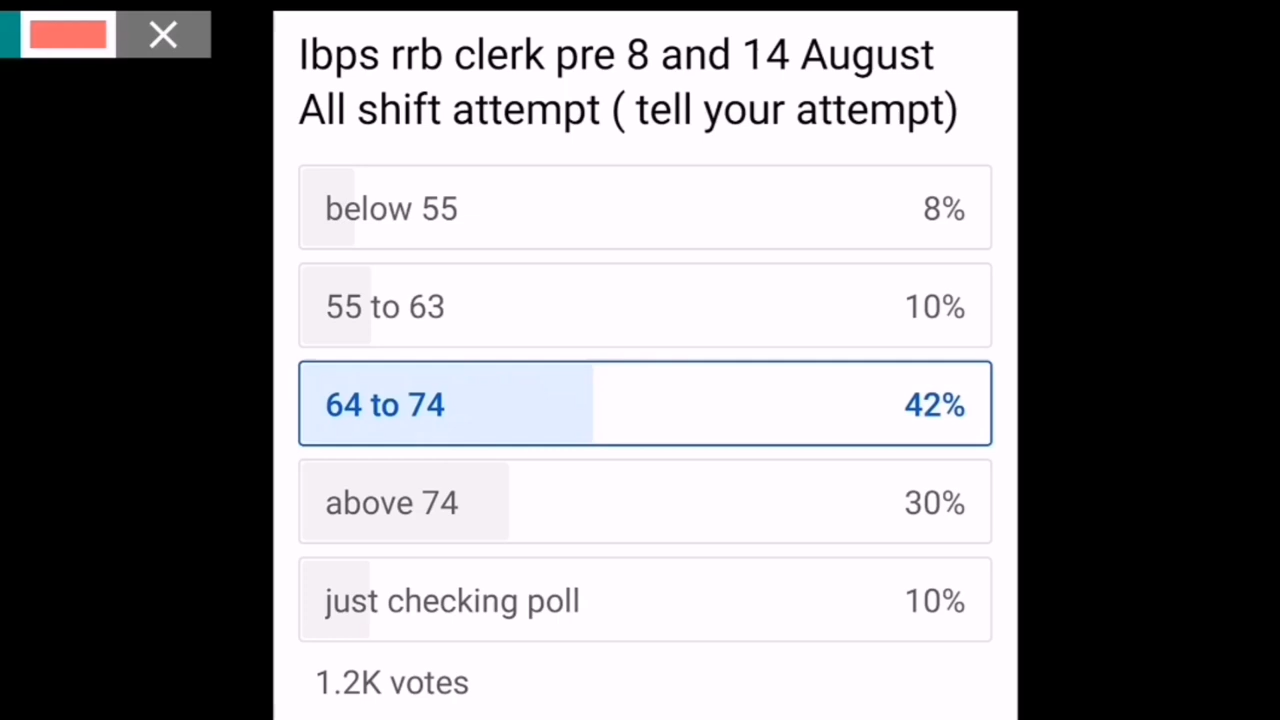 Ibps rrb clerk pre 8 and 14 August
All shift attempt ( tell your attempt)
below 55 8%
55 to 63 10%
64 to 74 42%
above 74 30%
just checking poll 10%
1.2K votes